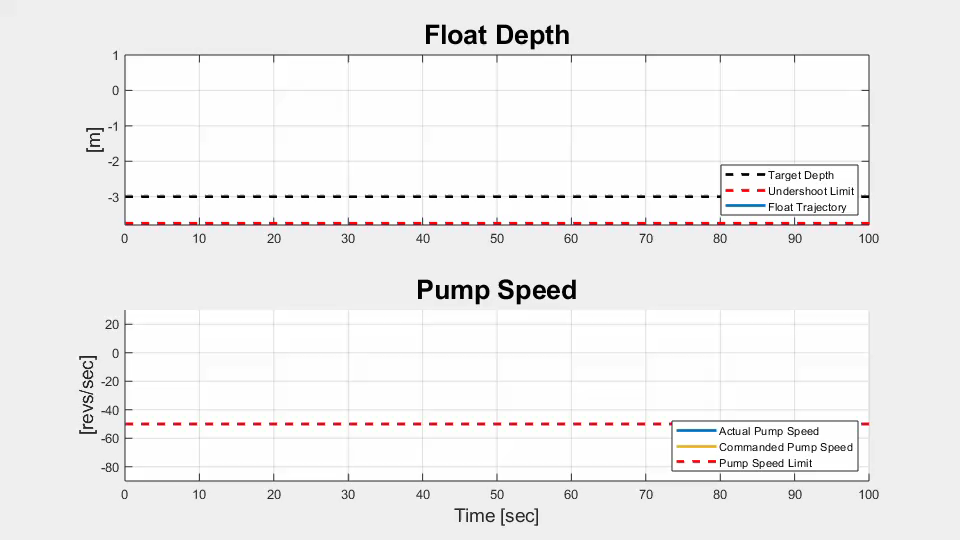 Float Depth
1
0
-1
-2
-3
[m]
Target Depth
Undershoot Limit
Float Trajectory
0 10 20 30 40 50 60 70 80 90 100
Pump Speed
20
0
-20
-40
-60
-80
[revs/sec]
Actual Pump Speed
Commanded Pump Speed
Pump Speed Limit
0 10 20 30 40 50 60 70 80 90 100
Time [sec]